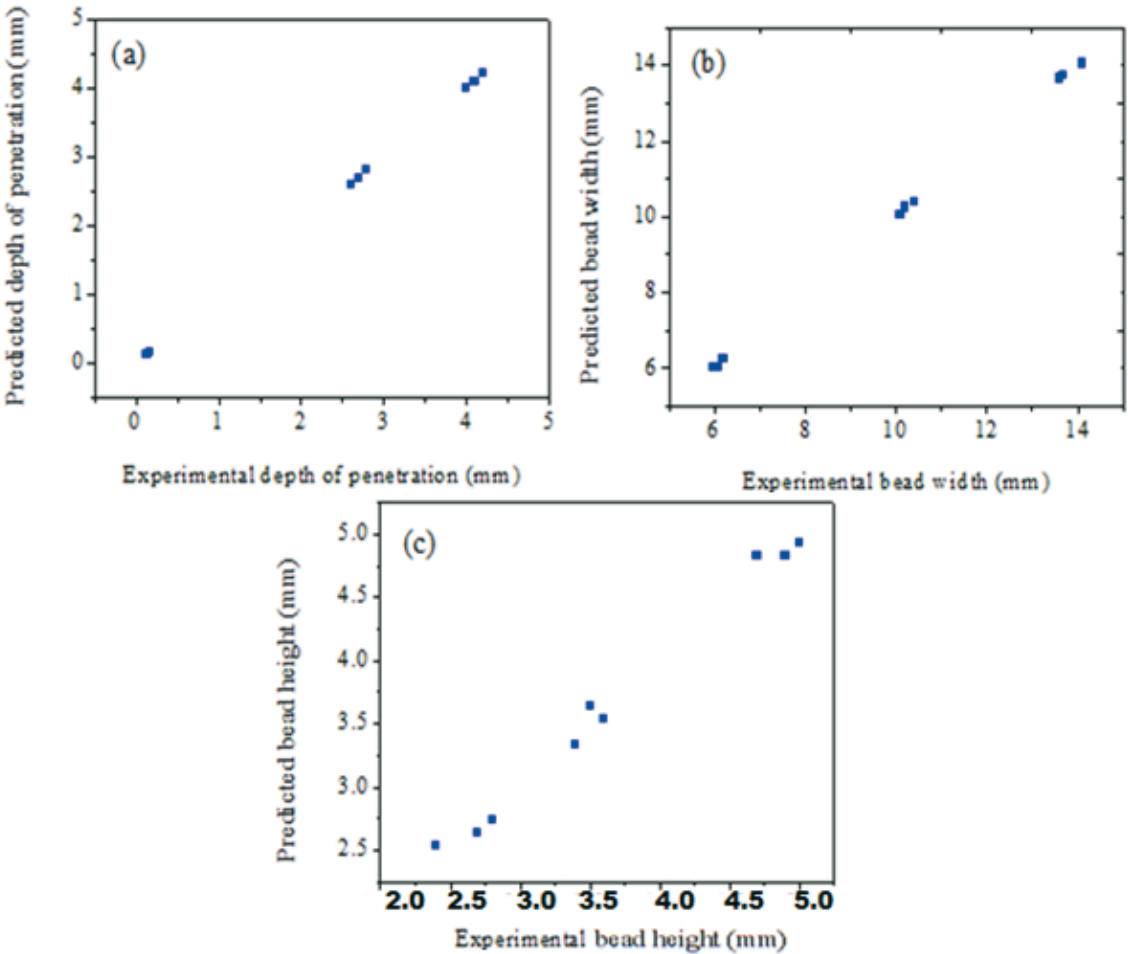 (a)
Predicted depth of penetration (mm)
5
4
3
2
1
0
0 1 2 3 4 5
Experimental depth of penetration (mm)
(b)
Predicted bead width (mm)
14
12
10
8
6
6 8 10 12 14
Experimental bead width (mm)
(c)
Predicted bead height (mm)
5.0
4.5
4.0
3.5
3.0
2.5
2.0 2.5 3.0 3.5 4.0 4.5 5.0
Experimental bead height (mm)